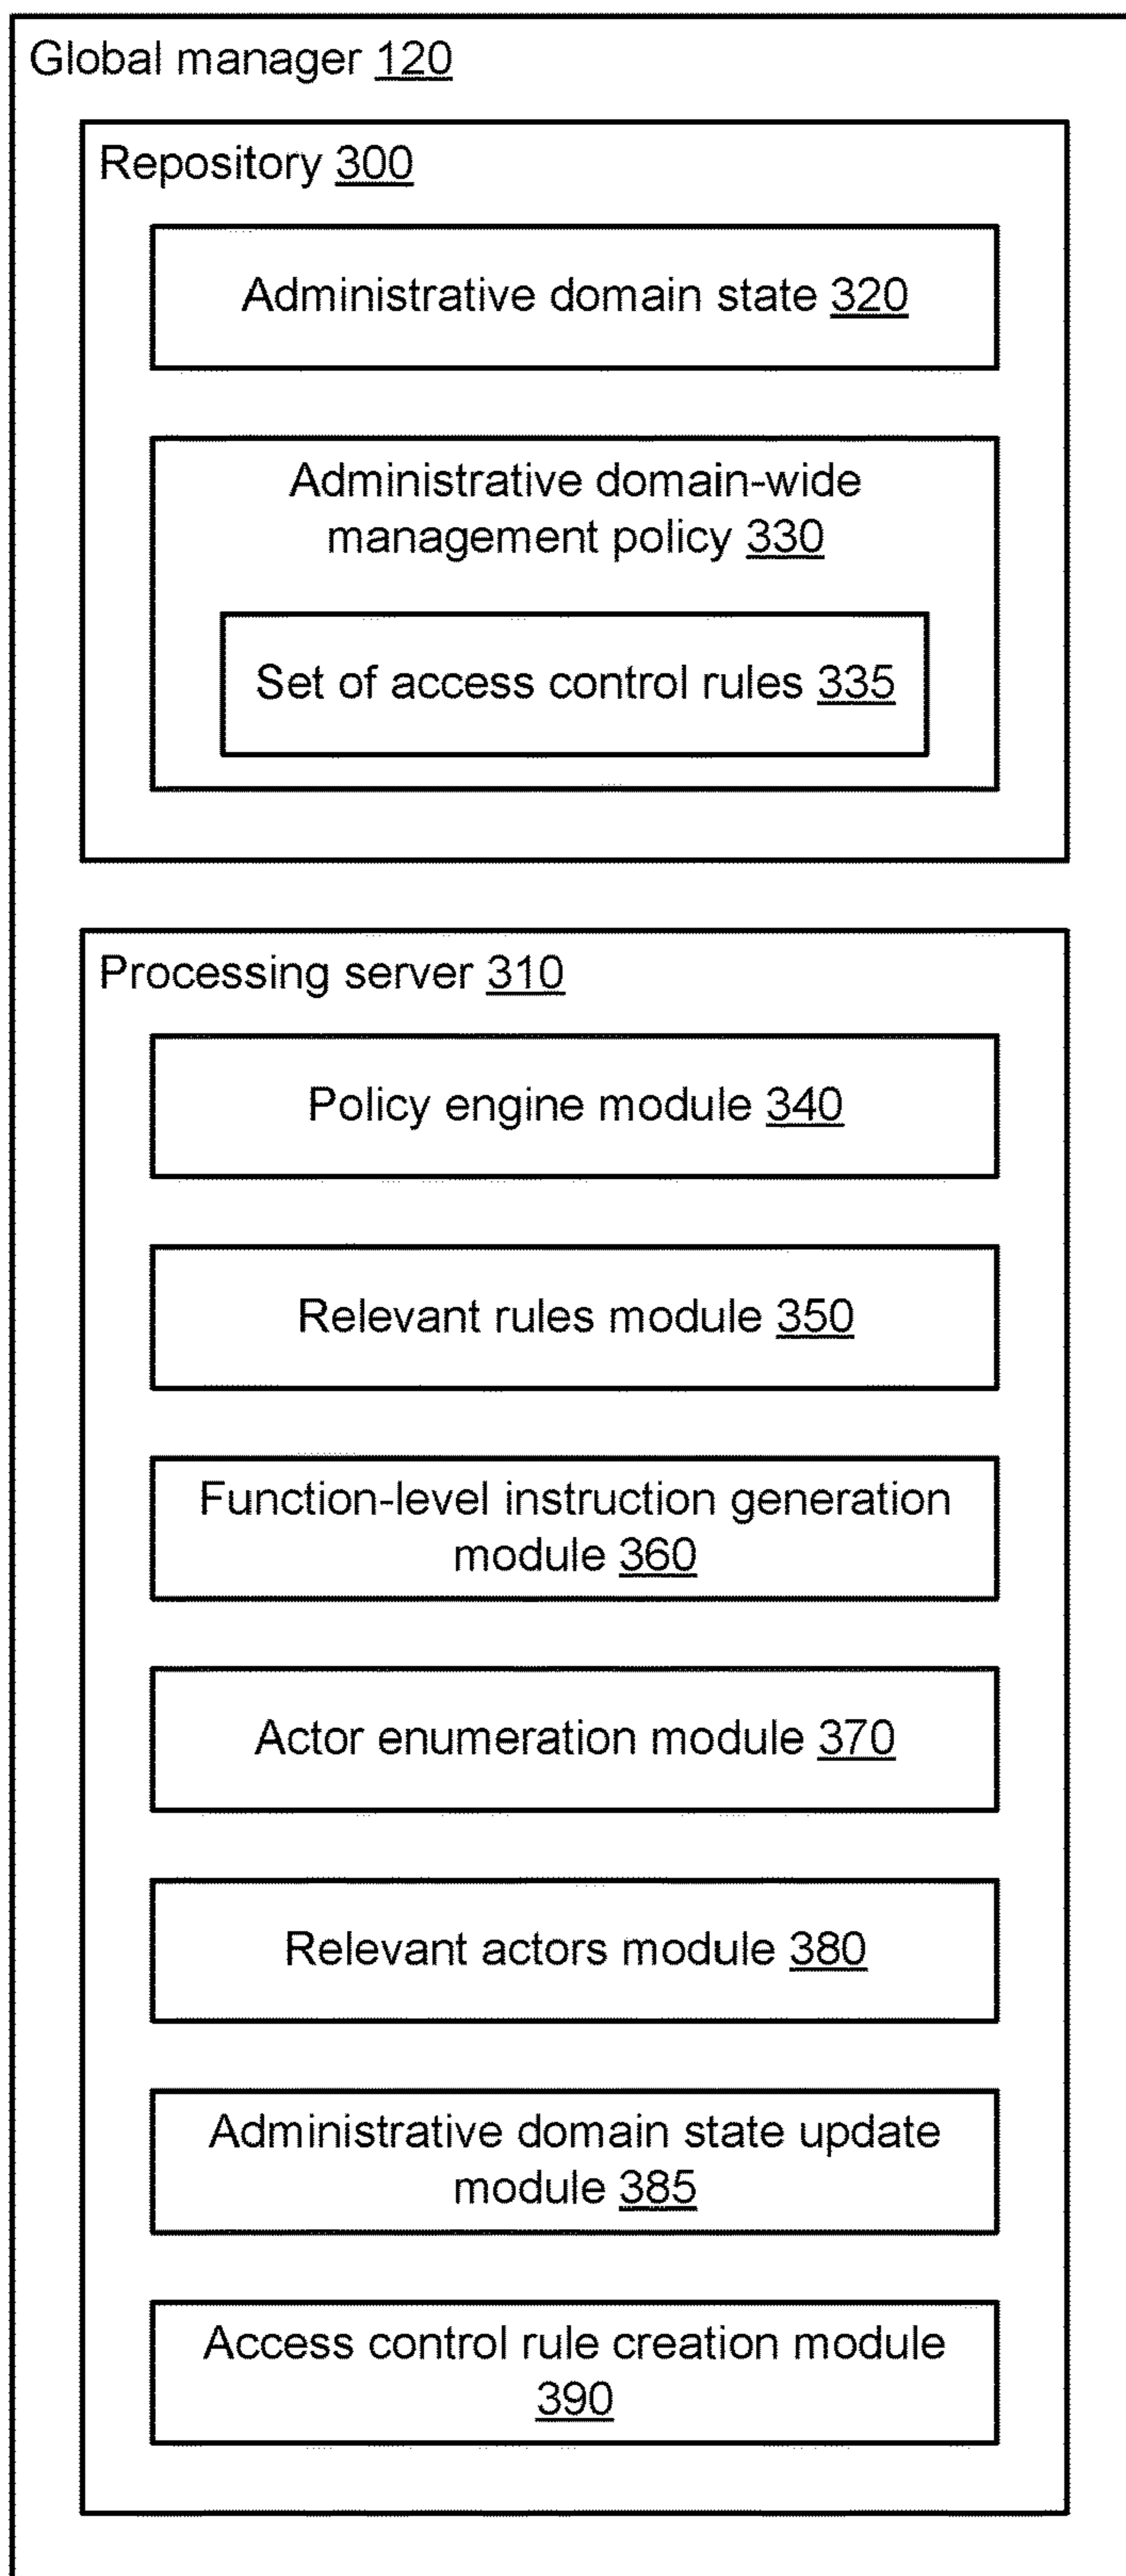 Global manager 120
Repository 300
Administrative domain state 320
Administrative domain-wide
management policy 330
Set of access control rules 335
Processing server 310
Policy engine module 340
Relevant rules module 350
Function-level instruction generation
module 360
Actor enumeration module 370
Relevant actors module 380
Administrative domain state update
module 385
Access control rule creation module
390